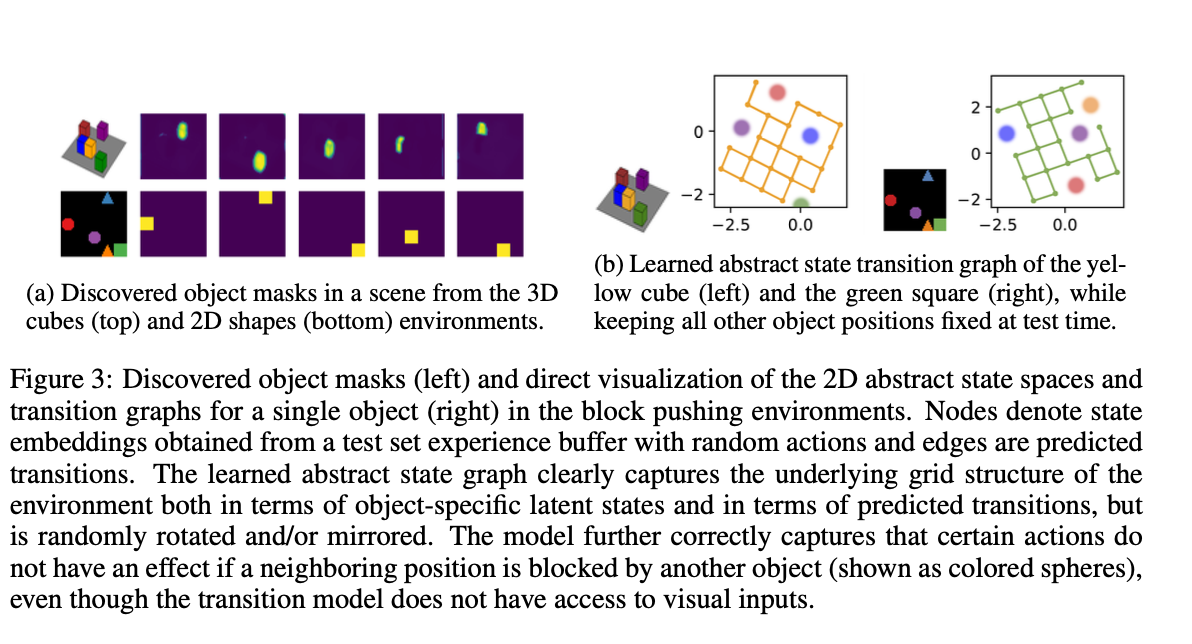 0
−2
−2.5
0.0
2
0
−2
−2.5
0.0
(a) Discovered object masks in a scene from the 3D
cubes (top) and 2D shapes (bottom) environments.
(b) Learned abstract state transition graph of the yel-
low cube (left) and the green square (right), while
keeping all other object positions fixed at test time.
Figure 3: Discovered object masks (left) and direct visualization of the 2D abstract state spaces and
transition graphs for a single object (right) in the block pushing environments. Nodes denote state
embeddings obtained from a test set experience buffer with random actions and edges are predicted
transitions. The learned abstract state graph clearly captures the underlying grid structure of the
environment both in terms of object-specific latent states and in terms of predicted transitions, but
is randomly rotated and/or mirrored. The model further correctly captures that certain actions do
not have an effect if a neighboring position is blocked by another object (shown as colored spheres),
even though the transition model does not have access to visual inputs.